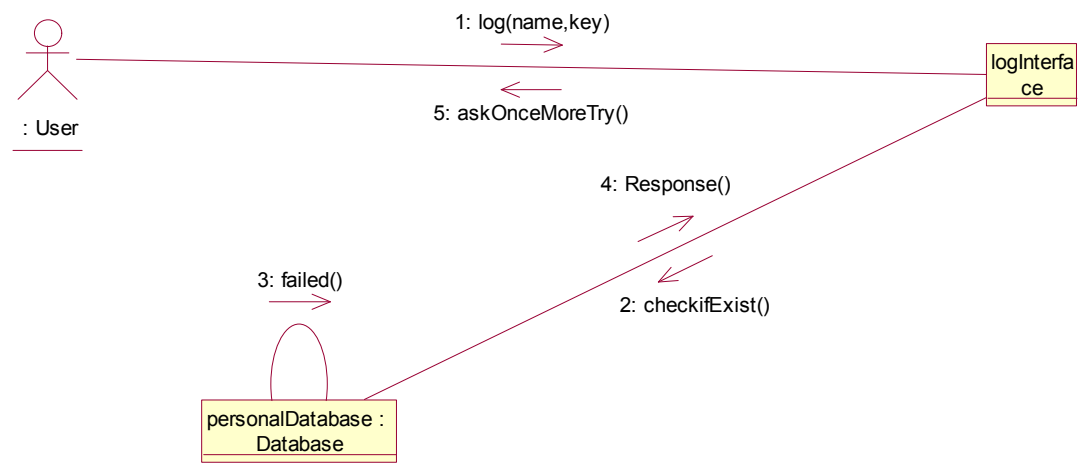 1: log(name,key)
logInterfa
ce
5: askOnceMoreTry()
: User
4: Response()
3: failed()
2: checkifExist()
personalDatabase :
Database